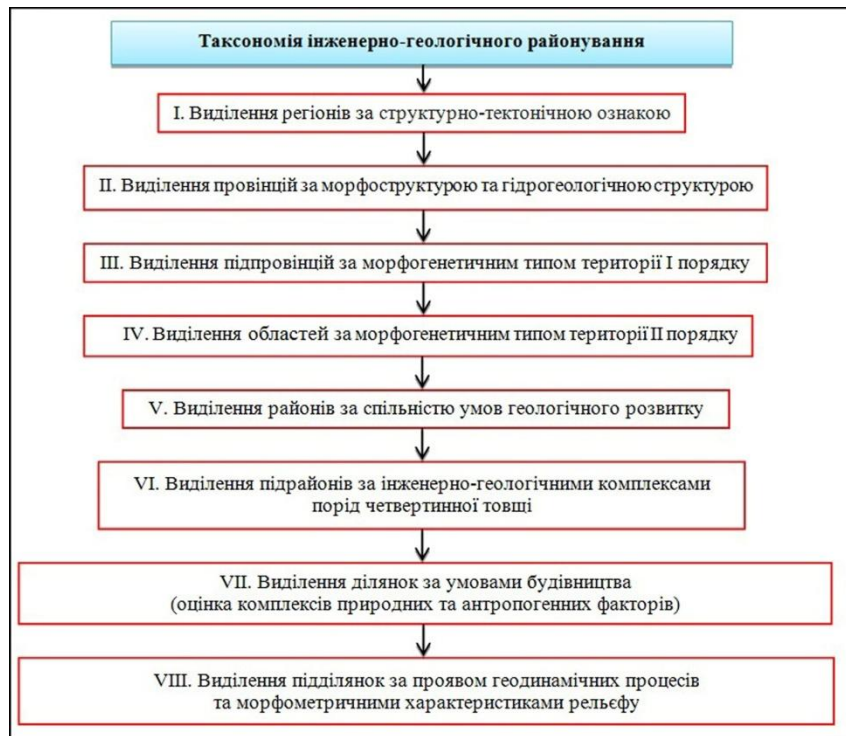 Таксономія інженерно-геологічного районування
І. Виділення регіонів за структурно-тектонічною ознакою
ІІ. Виділення провінцій за морфоструктурою та гідрогеологічною структурою
ІІІ. Виділення підпровінцій за морфогенетичним типом території І порядку
IV. Виділення областей за морфогенетичним типом території ІІ порядку
V. Виділення районів за спільністю умов геологічного розвитку
VI. Виділення підрайонів за інженерно-геологічними комплексами
порід четвертинної товщі
VII. Виділення ділянок за умовами будівництва
(оцінка комплексів природних та антропогенних факторів)
VIII. Виділення підділянок за проявом геодинамічних процесів
та морфометричними характеристиками рельєфу